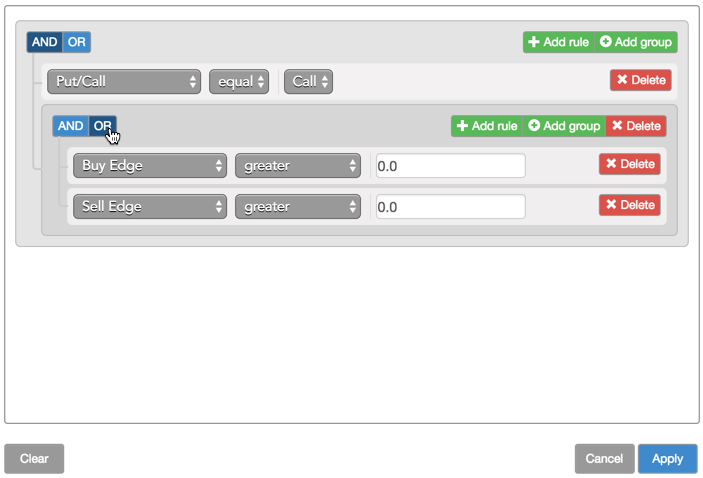 AND OR Add rule Add group
Put/Call equal Call Delete
AND OR Add rule Add group Delete
Buy Edge greater 0.0 Delete
Sell Edge greater 0.0 Delete
Clear Cancel Apply